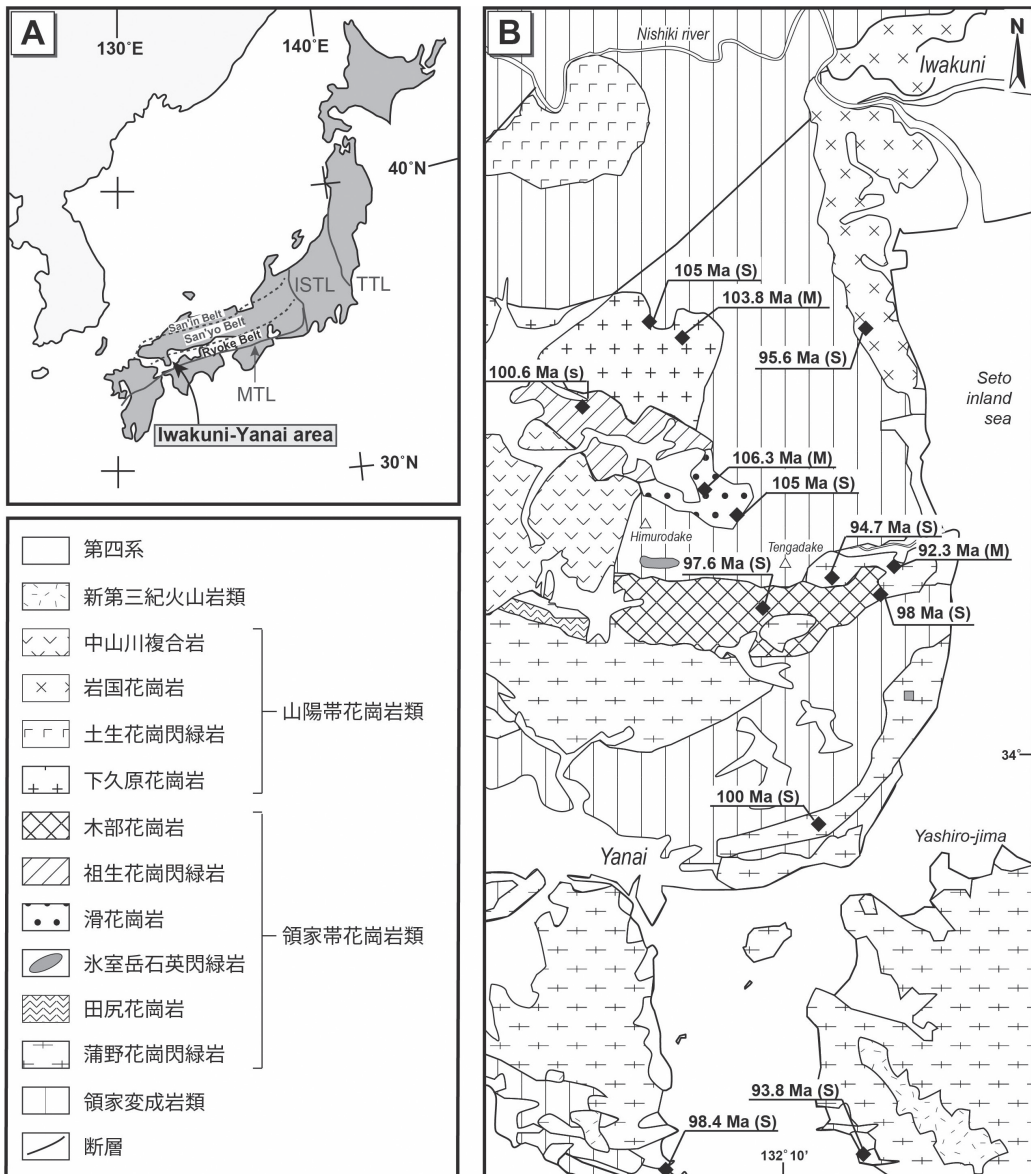 A
130°E
140°E
40°N
ISTL
TTL
San'in Belt
San'yo Belt
Ryoke Belt
MTL
Iwakuni-Yanai area
30°N
第四系
新第三紀火山岩類
中山川複合岩
岩国花崗岩
土生花崗閃緑岩
下久原花崗岩
山陽帯花崗岩類
木部花崗岩
祖生花崗閃緑岩
滑花崗岩
氷室岳石英閃緑岩
田尻花崗岩
蒲野花崗閃緑岩
領家帯花崗岩類
領家変成岩類
断層
B
Nishiki river
Iwakuni
N
105 Ma (S)
103.8 Ma (M)
95.6 Ma (S)
100.6 Ma (s)
Seto
inland
sea
106.3 Ma (M)
105 Ma (S)
Himurodake
Tengadake
94.7 Ma (S)
92.3 Ma (M)
97.6 Ma (S)
98 Ma (S)
34°
100 Ma (S)
Yanai
Yashiro-jima
93.8 Ma (S)
98.4 Ma (S)
132° 10'